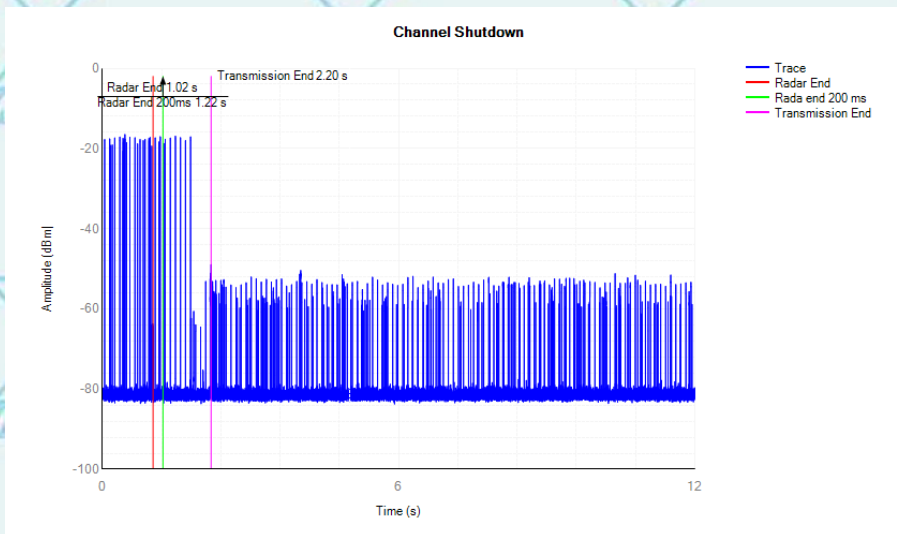 Channel Shutdown
Transmission End 2.20 s
Radar End 1.02 s
Radar End 200ms 1.22 s
Trace
Radar End
Rada end 200 ms
Transmission End
0
-20
-40
-60
-80
-100
Amplitude [dBm]
0
6
12
Time (s)